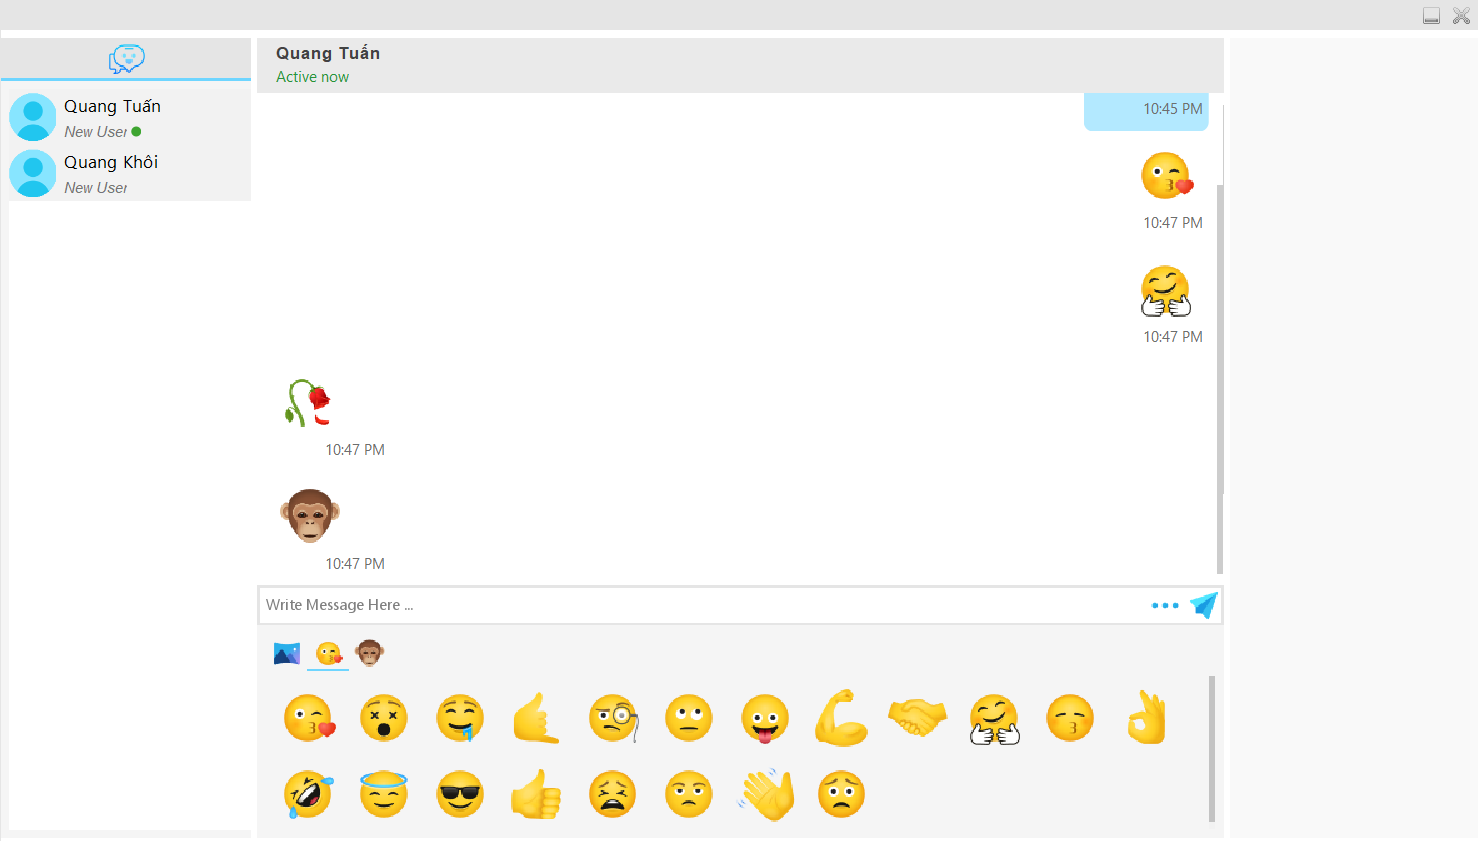 Quang Tuấn
New User
Quang Khôi
New User
Quang Tuấn
Active now
10:45 PM
10:47 PM
10:47 PM
10:47 PM
10:47 PM
Write Message Here ...